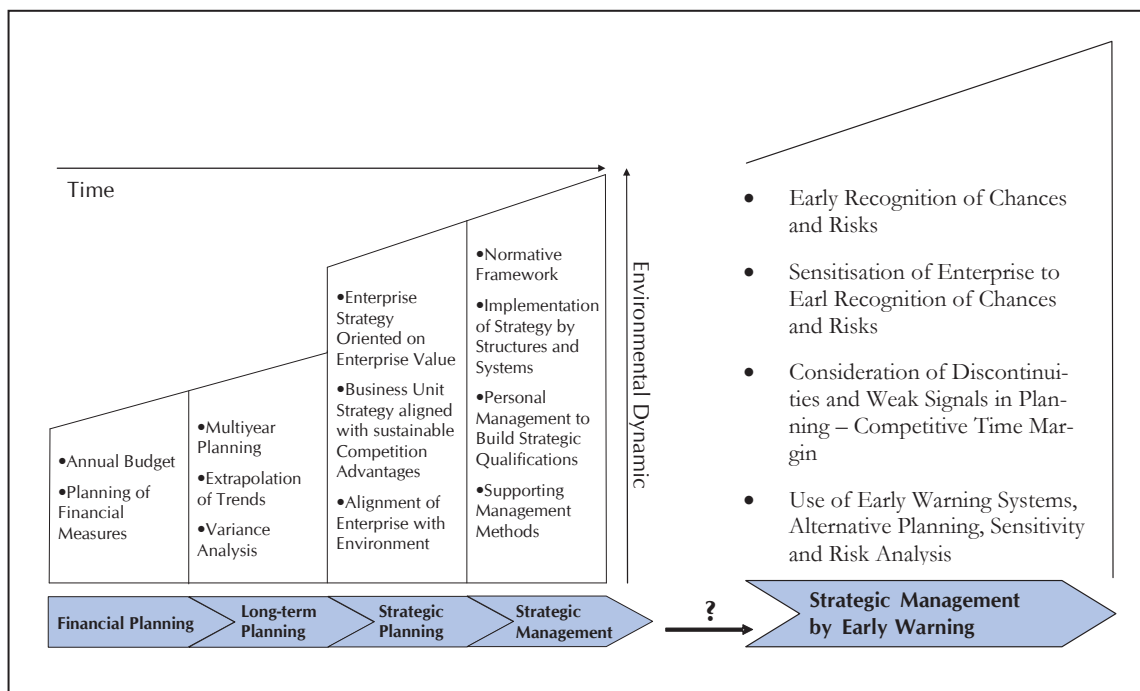 Time
Environmental Dynamic
•Annual Budget
•Planning of
Financial
Measures
•Multiyear
Planning
•Extrapolation
of Trends
•Variance
Analysis
•Enterprise
Strategy
Oriented on
Enterprise Value
•Business Unit
Strategy aligned
with sustainable
Competition
Advantages
•Alignment of
Enterprise with
Environment
•Normative
Framework
•Implementation
of Strategy by
Structures and
Systems
•Personal
Management to
Build Strategic
Qualifications
•Supporting
Management
Methods
• Early Recognition of Chances
and Risks
• Sensitisation of Enterprise to
Earl Recognition of Chances
and Risks
• Consideration of Discontinui-
ties and Weak Signals in Plan-
ning – Competitive Time Mar-
gin
• Use of Early Warning Systems,
Alternative Planning, Sensitivity
and Risk Analysis
Financial Planning
Long-term
Planning
Strategic
Planning
Strategic
Management
?
Strategic Management
by Early Warning